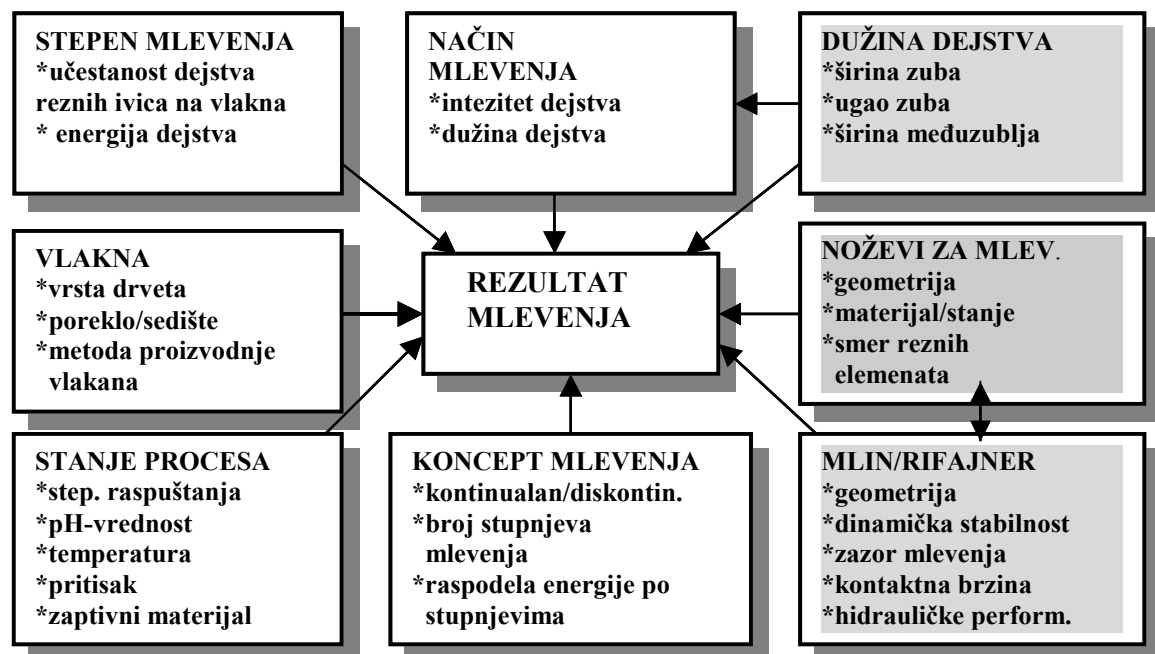 STEPEN MLEVENJA
*učestanost dejstva
reznih ivica na vlakna
* energija dejstva
NAČIN
MLEVENJA
*intezitet dejstva
*dužina dejstva
DUŽINA DEJSTVA
*širina zuba
*ugao zuba
*širina međuzublja
VLAKNA
*vrsta drveta
*poreklo/sedište
*metoda proizvodnje
vlakana
REZULTAT
MLEVENJA
NOŽEVI ZA MLEV.
*geometrija
*materijal/stanje
*smer reznih
elemenata
STANJE PROCESA
*step. raspuštanja
*pH-vrednost
*temperatura
*pritisak
*zaptivni materijal
KONCEPT MLEVENJA
*kontinualan/diskontin.
*broj stupnjeva
mlevenja
*raspodela energije po
stupnjevima
MLIN/RIFAJNER
*geometrija
*dinamička stabilnost
*zazor mlevenja
*kontaktna brzina
*hidrauličke perform.